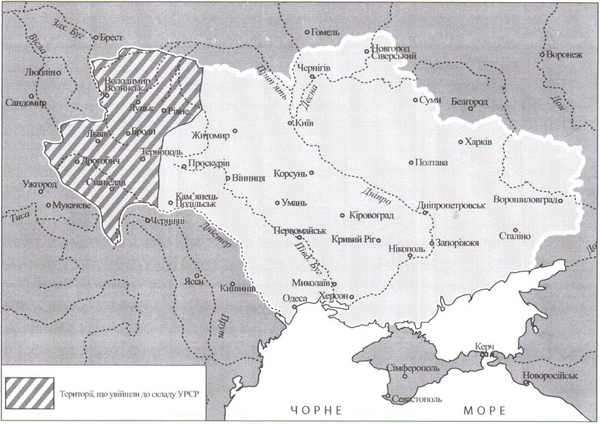 Гомель
Брест
Зах. Буг
Вісла
Новгород
Сіверський
Воронеж
Люблін
Чернігів
Прип'ять
Десна
Володимир
Волинськ
Дон
Сандомир
Суми
Луцьк
Рівне
Белгород
Київ
Житомир
Броди
Львів
Харків
Тернопіль
Дрогобич
Проскурів
Полтава
Вінниця
Корсунь
Станіслав
Ужгород
Дніпро
Кам'янець
Подільськ
Умань
Ворошиловград
Мукачеве
Тиса
Кіровоград
Дніпропетровськ
Чернівці
Дністер
Первомайськ
Кривий Ріг
Запоріжжя
Сталіно
Нікополь
Півд. Буг
Ясси
Кишинів
Миколаїв
Прут
Одеса
Херсон
Керч
Сімферополь
Новоросійськ
Севастополь
Території, що увійшли до складу УРСР
ЧОРНЕ МОРЕ